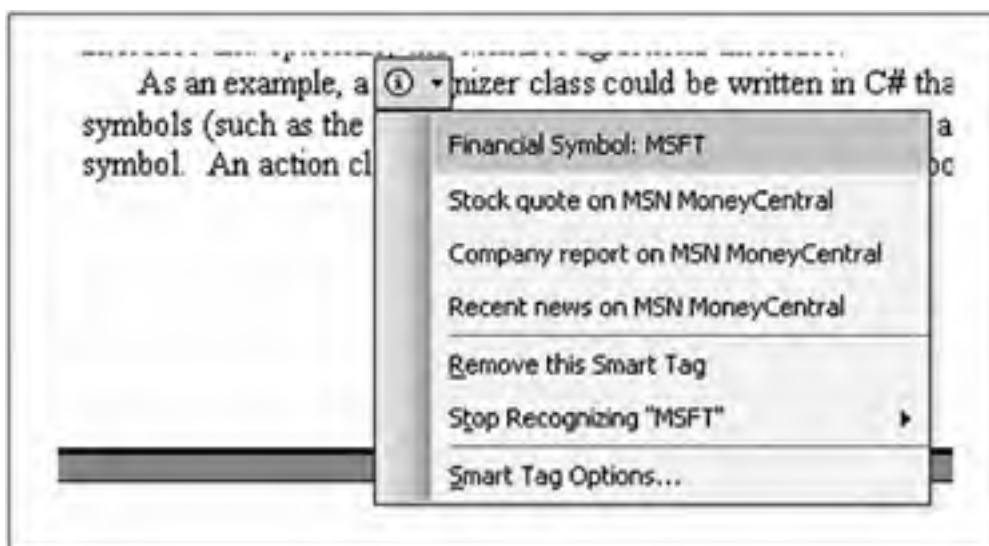 As an example, a nizer class could be written in C# tha
symbols (such as the a
symbol. An action cl
Financial Symbol: MSFT
Stock quote on MSN MoneyCentral
Company report on MSN MoneyCentral
Recent news on MSN MoneyCentral
Remove this Smart Tag
Stop Recognizing "MSFT"
Smart Tag Options...